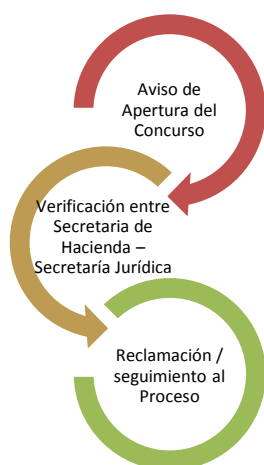 Aviso de
Apertura del
Concurso
Verificación entre
Secretaria de
Hacienda –
Secretaría Jurídica
Reclamación /
seguimiento al
Proceso